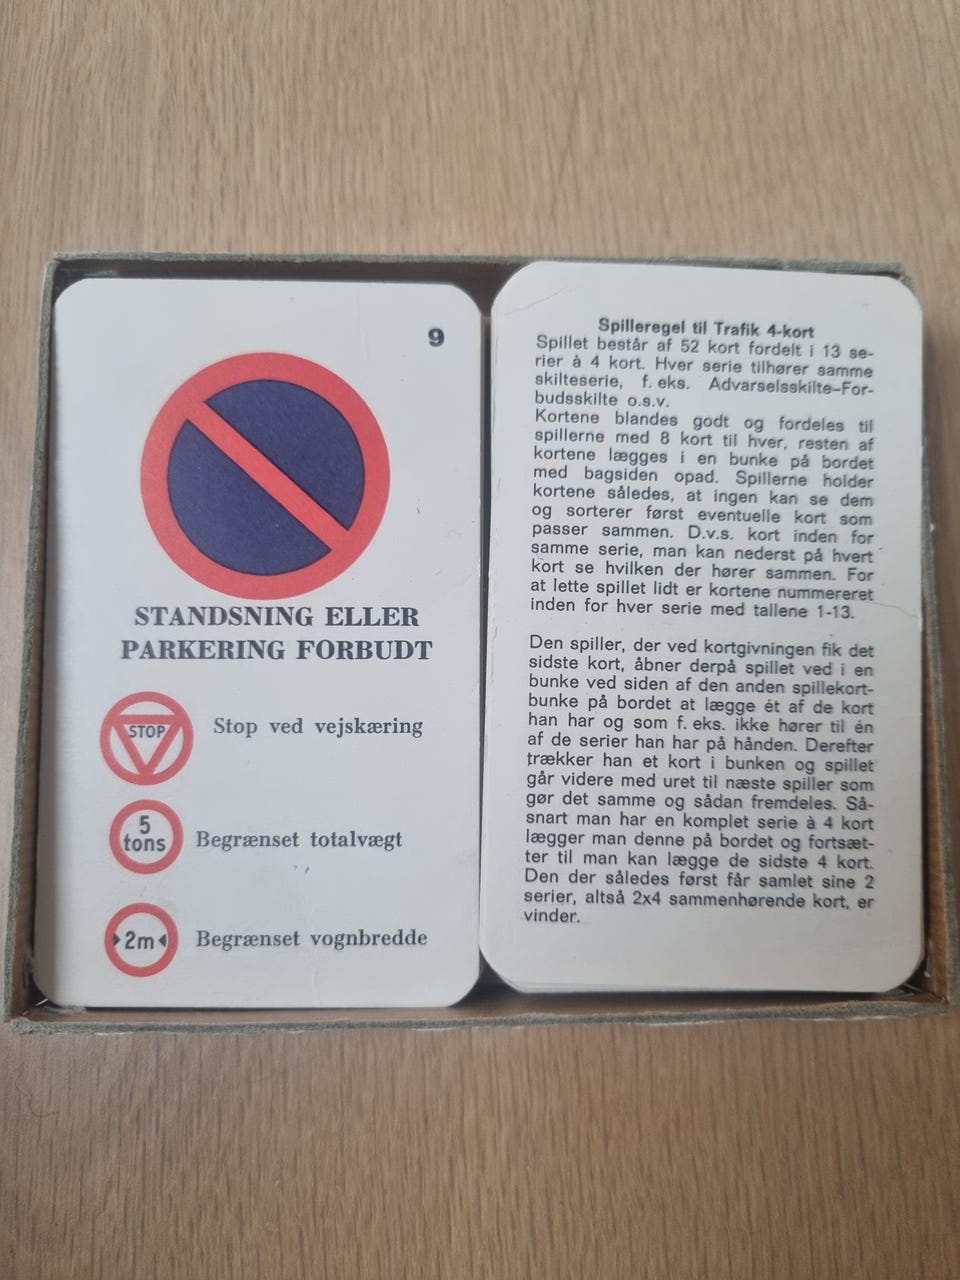 9
STANDSNING ELLER
PARKERING FORBUDT
STOP
Stop ved vejskæring
5
tons
Begrænset totalvægt
2m
Begrænset vognbredde
Spilleregel til Trafik 4-kort
Spillet består af 52 kort fordelt i 13 se-
rier à 4 kort. Hver serie tilhører samme
skilteserie, f. eks. Advarselsskilte–For-
budsskilte o.s.v.
Kortene blandes godt og fordeles til
spillerne med 8 kort til hver, resten af
kortene lægges i en bunke på bordet
med bagsiden opad. Spillerne holder
kortene således, at ingen kan se dem
og sorterer først eventuelle kort som
passer sammen. D.v.s. kort inden for
samme serie, man kan nederst på hvert
kort se hvilken der hører sammen. For
at lette spillet lidt er kortene nummereret
inden for hver serie med tallene 1-13.
Den spiller, der ved kortgivningen fik det
sidste kort, åbner derpå spillet ved i en
bunke ved siden af den anden spillekort-
bunke på bordet at lægge ét af de kort
han har og som f. eks. ikke hører til én
af de serier han har på hånden. Derefter
trækker han et kort i bunken og spillet
går videre med uret til næste spiller som
gør det samme og sådan fremdeles. Så-
snart man har en komplet serie à 4 kort
lægger man denne på bordet og fortsæt-
ter til man kan lægge de sidste 4 kort.
Den der således først får samlet sine 2
serier, altså 2x4 sammenhørende kort, er
vinder.